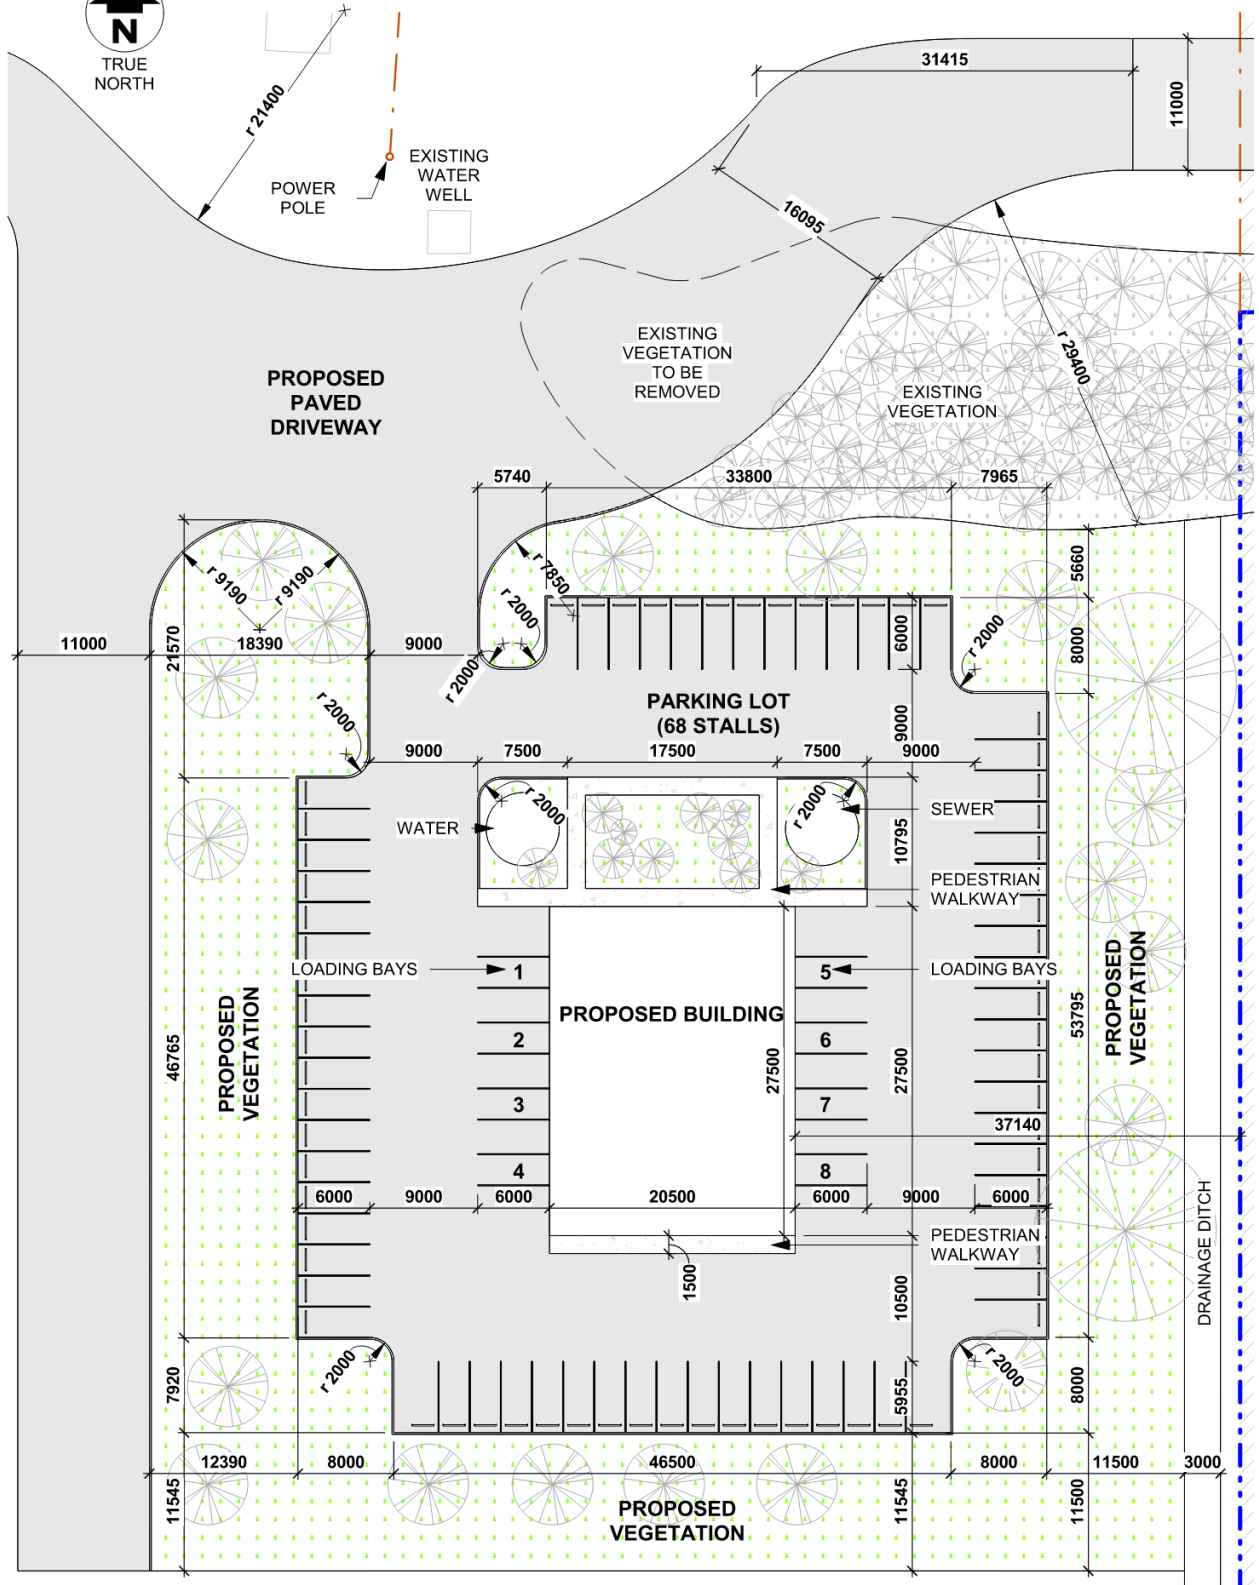 N
TRUE
NORTH
r 21400
POWER
POLE
EXISTING
WATER
WELL
31415
11000
16095
EXISTING
VEGETATION
TO BE
REMOVED
r 29400
EXISTING
VEGETATION
PROPOSED
PAVED
DRIVEWAY
5740
33800
7965
r 9190
r 9190
18390
r 7850
r 2000
r 2000
11000
21570
9000
6000
r 2000
5660
8000
r 2000
PARKING LOT
(68 STALLS)
9000
9000
7500
17500
7500
9000
r 2000
r 2000
WATER
SEWER
10795
PEDESTRIAN
WALKWAY
LOADING BAYS
1
5
LOADING BAYS
PROPOSED BUILDING
2
6
3
7
4
8
27500
27500
53795
46765
PROPOSED
VEGETATION
PROPOSED
VEGETATION
37140
6000
9000
6000
20500
6000
9000
6000
PEDESTRIAN
WALKWAY
1500
10500
DRAINAGE DITCH
r 2000
r 2000
7920
5955
8000
12390
8000
46500
8000
11500
3000
11545
11545
11500
PROPOSED
VEGETATION